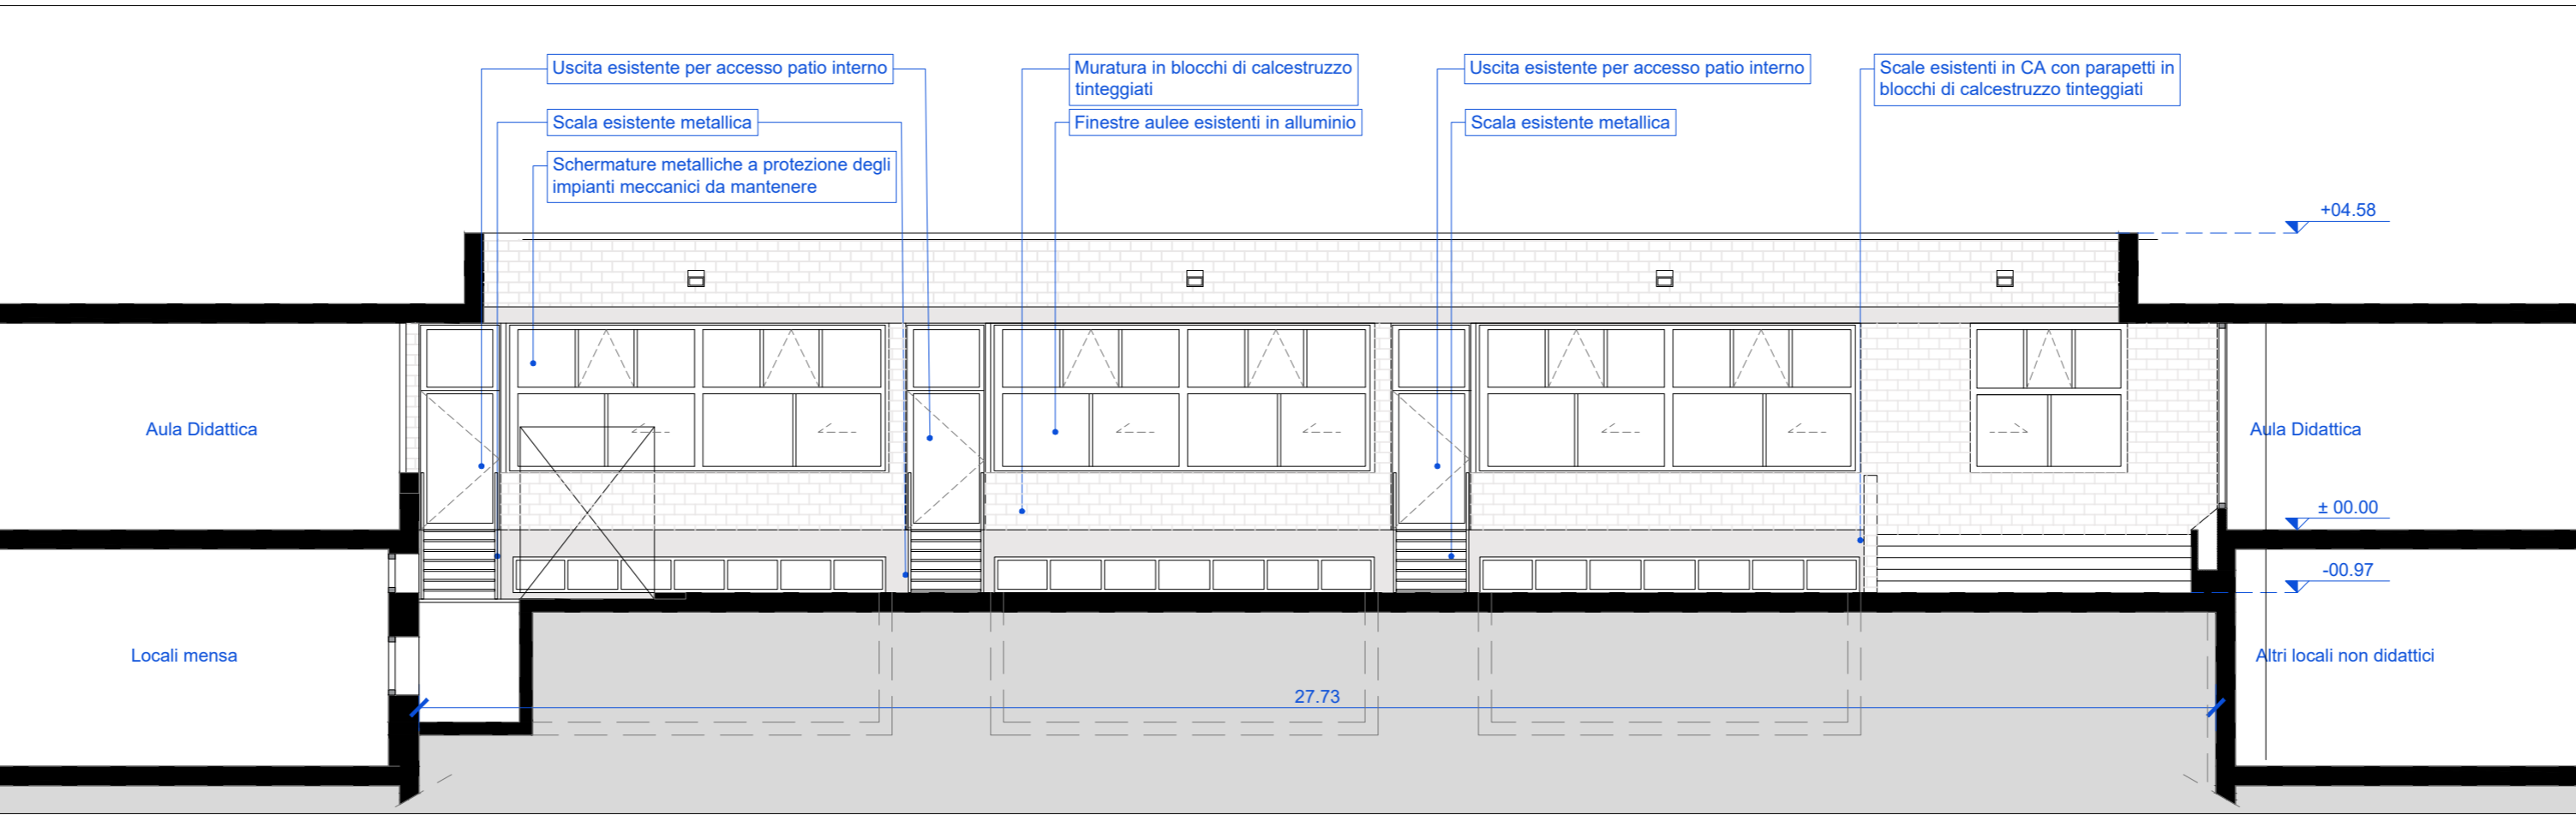 Uscita esistente per accesso patio interno
Scala esistente metallica
Schermature metalliche a protezione degli
impianti meccanici da mantenere
Muratura in blocchi di calcestruzzo
tinteggiati
Finestre aulee esistenti in alluminio
Uscita esistente per accesso patio interno
Scala esistente metallica
Scale esistenti in CA con parapetti in
blocchi di calcestruzzo tinteggiati
+04.58
Aula Didattica
Aula Didattica
± 00.00
-00.97
Locali mensa
Altri locali non didattici
27.73